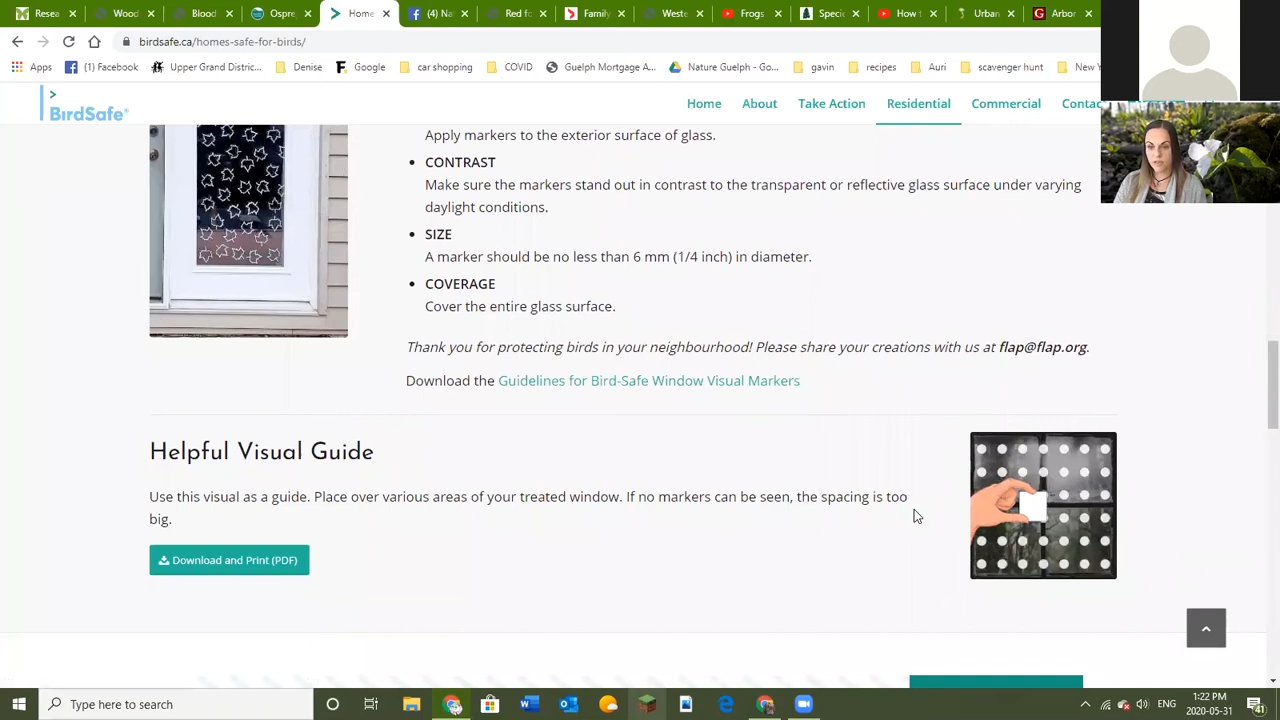 Resea
Wood
Blood
Ospre
Home
(4) Na
Red fo
Family
Weste
Frogs
Specie
How t
Urban
Arbor
birdsafe.ca/homes-safe-for-birds/
Apps
(1) Facebook
Upper Grand Distric...
Denise
Google
car shopping
COVID
Guelph Mortgage A...
Nature Guelph - Go...
gavin
recipes
Auri
scavenger hunt
New Y
BirdSafe®
Home
About
Take Action
Residential
Commercial
Contac
Apply markers to the exterior surface of glass.
CONTRAST
Make sure the markers stand out in contrast to the transparent or reflective glass surface under varying
daylight conditions.
SIZE
A marker should be no less than 6 mm (1/4 inch) in diameter.
COVERAGE
Cover the entire glass surface.
Thank you for protecting birds in your neighbourhood! Please share your creations with us at flap@flap.org.
Download the Guidelines for Bird-Safe Window Visual Markers
Helpful Visual Guide
Use this visual as a guide. Place over various areas of your treated window. If no markers can be seen, the spacing is too
big.
Download and Print (PDF)
Type here to search
ENG
1:22 PM
2020-05-31
41